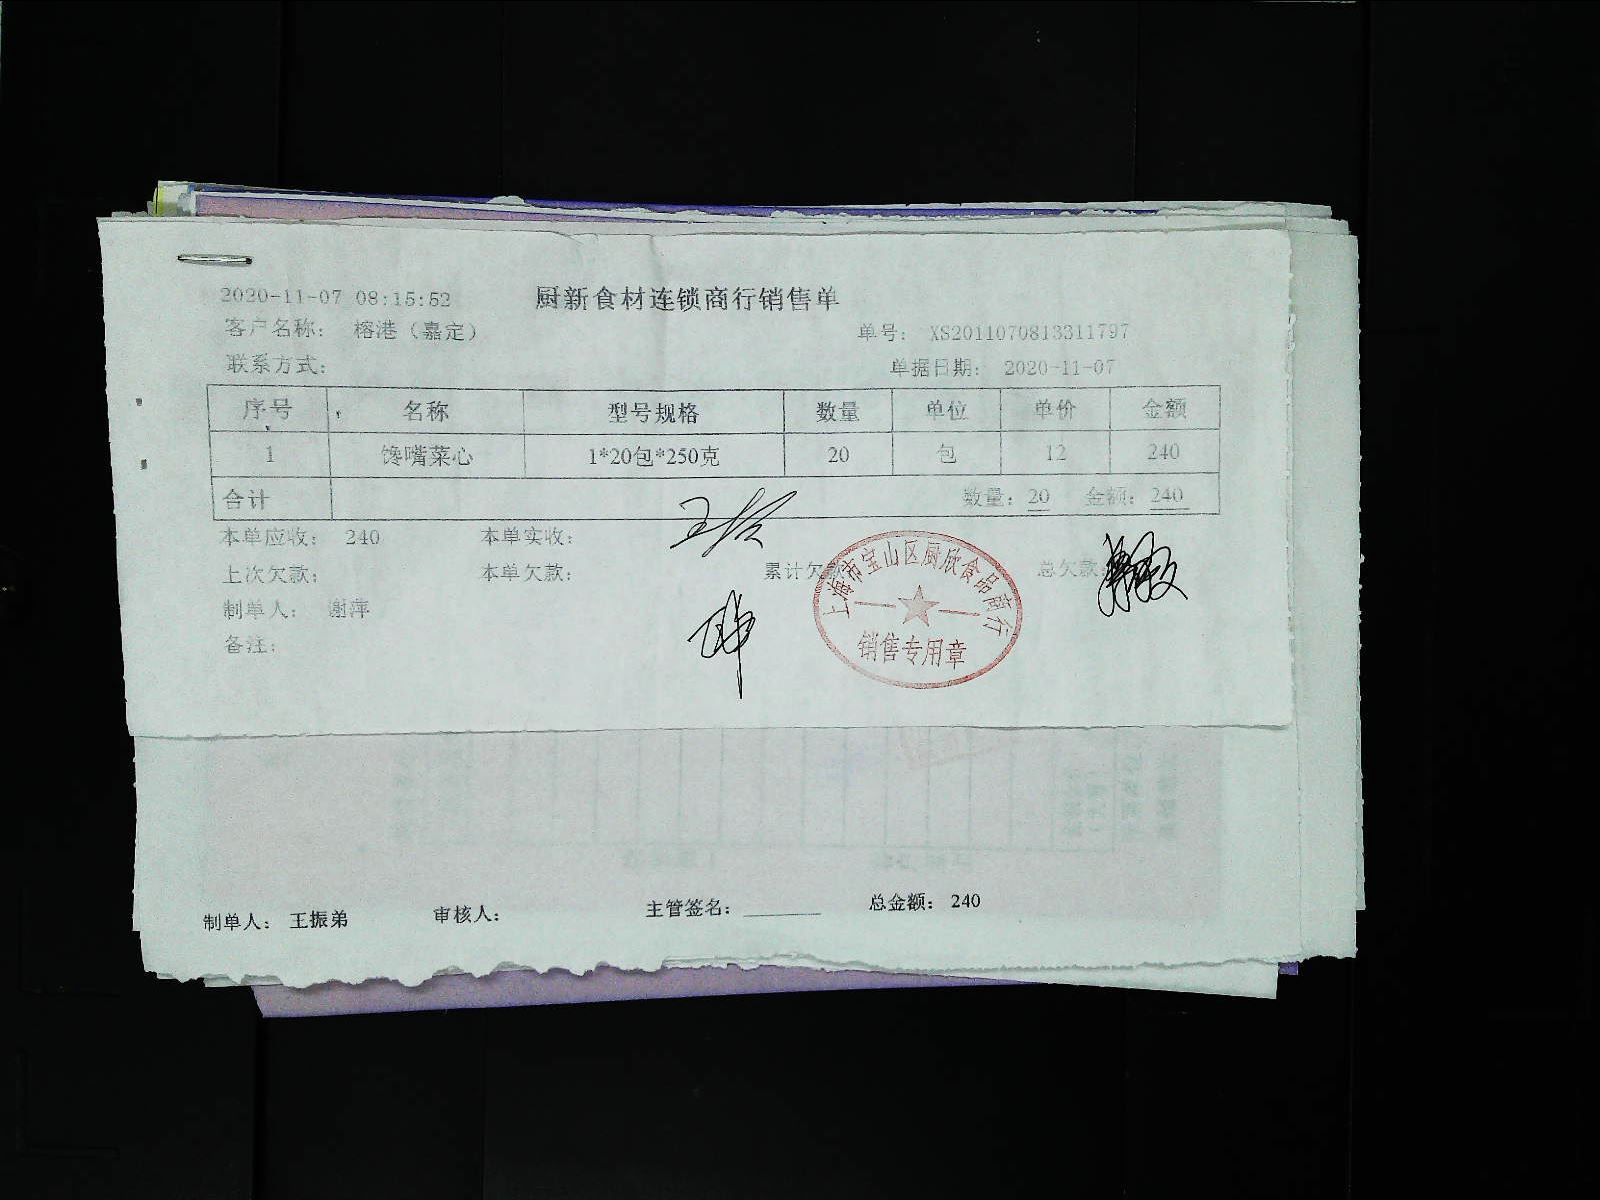 2020-11-07 08:15:52 厨新食材连锁商行销售单
客户名称: 榕港（嘉定） 单号: XS2011070813311797
联系方式: 单据日期: 2020-11-07
序号 名称 型号规格 数量 单位 单价 金额
1 馋嘴菜心 1*20包*250克 20 包 12 240
合计 数量: 20 金额: 240
本单应收: 240 本单实收:
上次欠款: 本单欠款: 累计欠款 总欠款:
制单人: 谢萍
备注:
上海市宝山区厨欣食品商行
销售专用章
制单人: 王振弟 审核人: 主管签名: ______ 总金额: 240